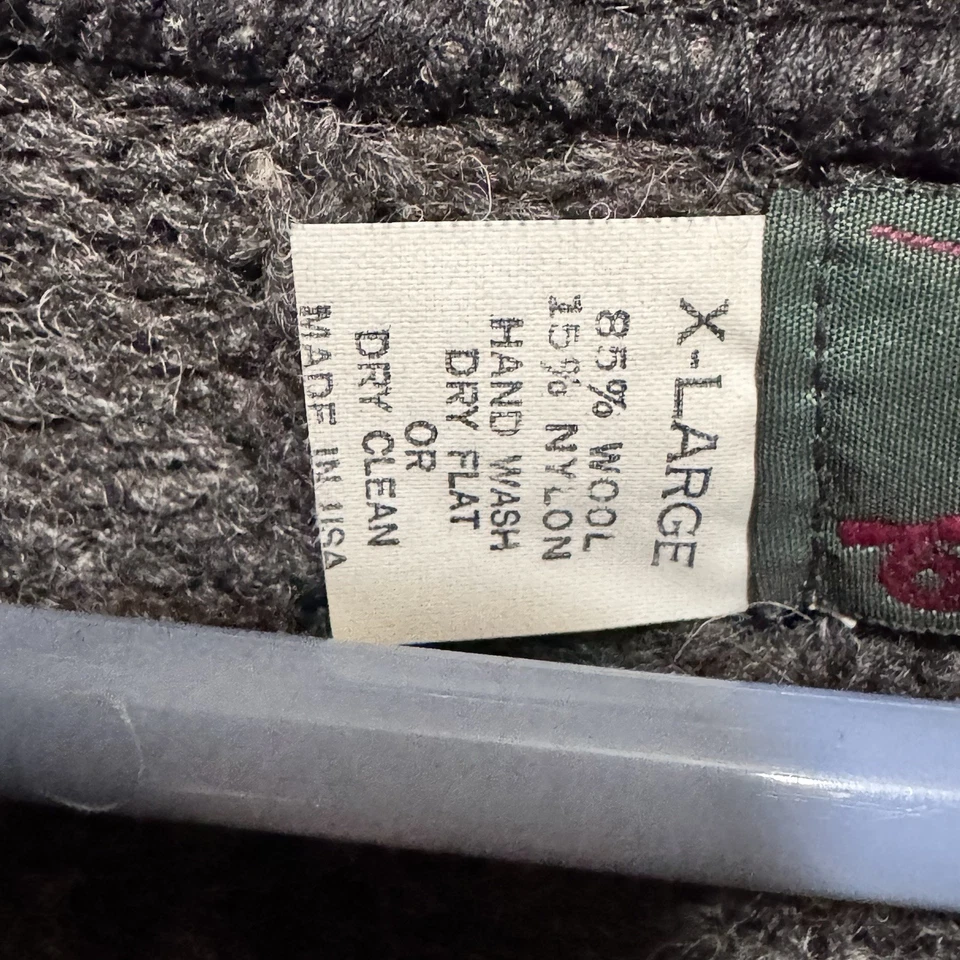 X-LARGE
85% WOOL
15% NYLON
HAND WASH
DRY FLAT
OR
DRY CLEAN
MADE IN USA